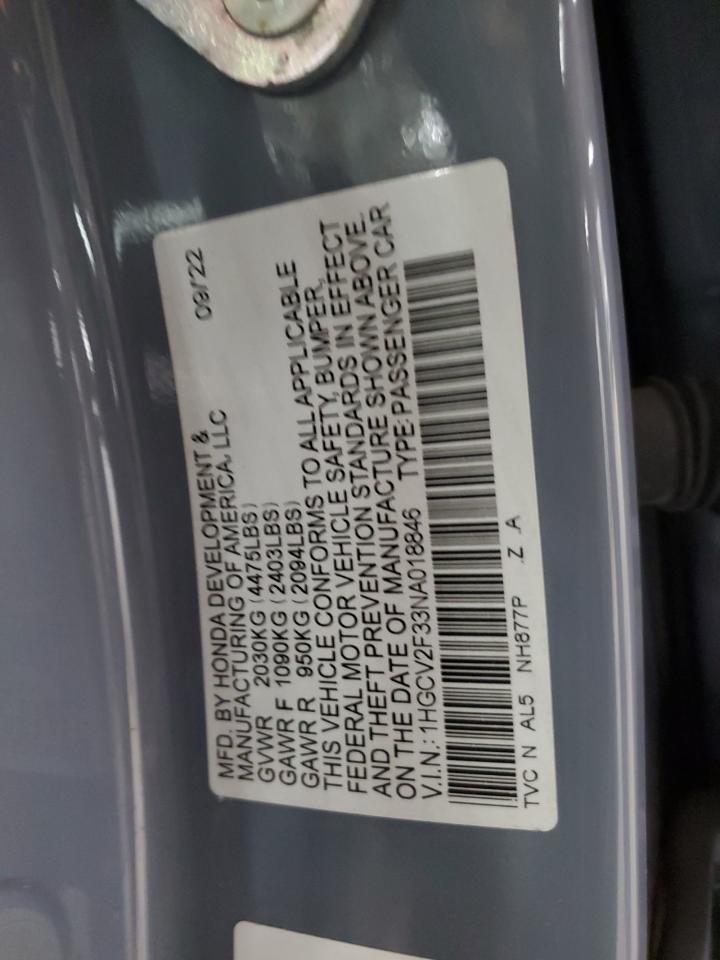 MFD. BY HONDA DEVELOPMENT &
MANUFACTURING OF AMERICA, LLC 09/22
GVWR 2030KG (4475LBS)
GAWR F 1090KG (2403LBS)
GAWR R 950KG (2094LBS)
THIS VEHICLE CONFORMS TO ALL APPLICABLE
FEDERAL MOTOR VEHICLE SAFETY, BUMPER,
AND THEFT PREVENTION STANDARDS IN EFFECT
ON THE DATE OF MANUFACTURE SHOWN ABOVE.
V.I.N.: 1HGCV2F33NA018846 TYPE: PASSENGER CAR
TVC N AL5 NH877P .Z .A